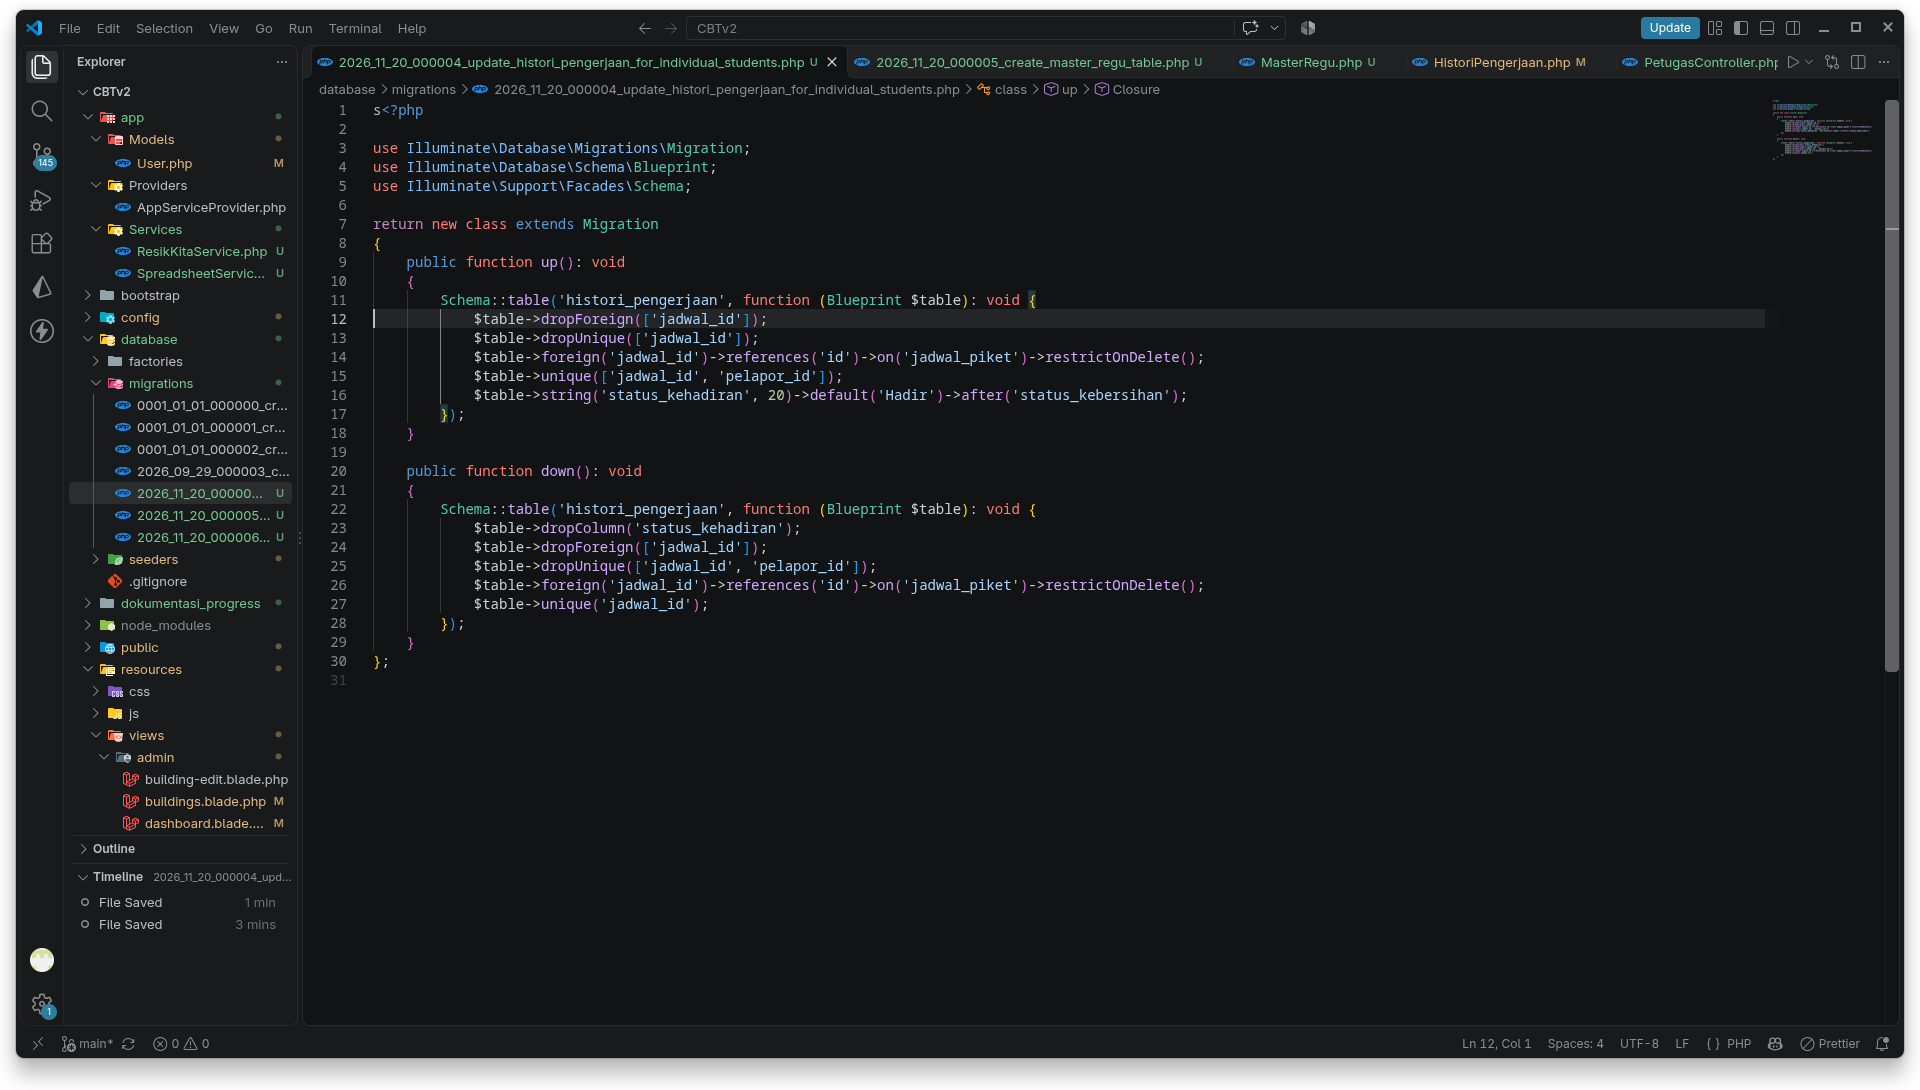 File Edit Selection View Go Run Terminal Help
CBTv2
Update
Explorer
CBTv2
app
Models
User.php M
Providers
AppServiceProvider.php
Services
ResikKitaService.php U
SpreadsheetServic... U
bootstrap
config
database
factories
migrations
0001_01_01_000000_cr...
0001_01_01_000001_cr...
0001_01_01_000002_cr...
2026_09_29_000003_c...
2026_11_20_00000... U
2026_11_20_000005... U
2026_11_20_000006... U
seeders
.gitignore
dokumentasi_progress
node_modules
public
resources
css
js
views
admin
building-edit.blade.php
buildings.blade.php M
dashboard.blade.... M
Outline
Timeline 2026_11_20_000004_upd...
File Saved 1 min
File Saved 3 mins
145
1
2026_11_20_000004_update_histori_pengerjaan_for_individual_students.php U
2026_11_20_000005_create_master_regu_table.php U
MasterRegu.php U
HistoriPengerjaan.php M
PetugasController.php
database > migrations > 2026_11_20_000004_update_histori_pengerjaan_for_individual_students.php > class > up > Closure
1 s<?php
2
3 use Illuminate\Database\Migrations\Migration;
4 use Illuminate\Database\Schema\Blueprint;
5 use Illuminate\Support\Facades\Schema;
6
7 return new class extends Migration
8 {
9     public function up(): void
10     {
11         Schema::table('histori_pengerjaan', function (Blueprint $table): void {
12             $table->dropForeign(['jadwal_id']);
13             $table->dropUnique(['jadwal_id']);
14             $table->foreign('jadwal_id')->references('id')->on('jadwal_piket')->restrictOnDelete();
15             $table->unique(['jadwal_id', 'pelapor_id']);
16             $table->string('status_kehadiran', 20)->default('Hadir')->after('status_kebersihan');
17         });
18     }
19
20     public function down(): void
21     {
22         Schema::table('histori_pengerjaan', function (Blueprint $table): void {
23             $table->dropColumn('status_kehadiran');
24             $table->dropForeign(['jadwal_id']);
25             $table->dropUnique(['jadwal_id', 'pelapor_id']);
26             $table->foreign('jadwal_id')->references('id')->on('jadwal_piket')->restrictOnDelete();
27             $table->unique('jadwal_id');
28         });
29     }
30 };
31
main* 0 0
Ln 12, Col 1 Spaces: 4 UTF-8 LF { } PHP Prettier